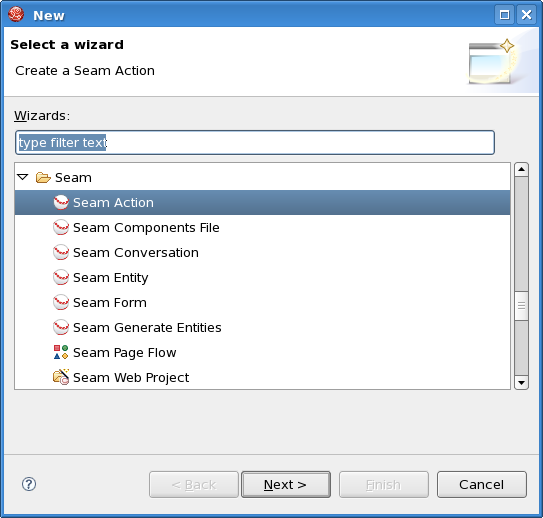 New
Select a wizard
Create a Seam Action
Wizards:
type filter text
Seam
Seam Action
Seam Components File
Seam Conversation
Seam Entity
Seam Form
Seam Generate Entities
Seam Page Flow
Seam Web Project
? < Back Next > Finish Cancel